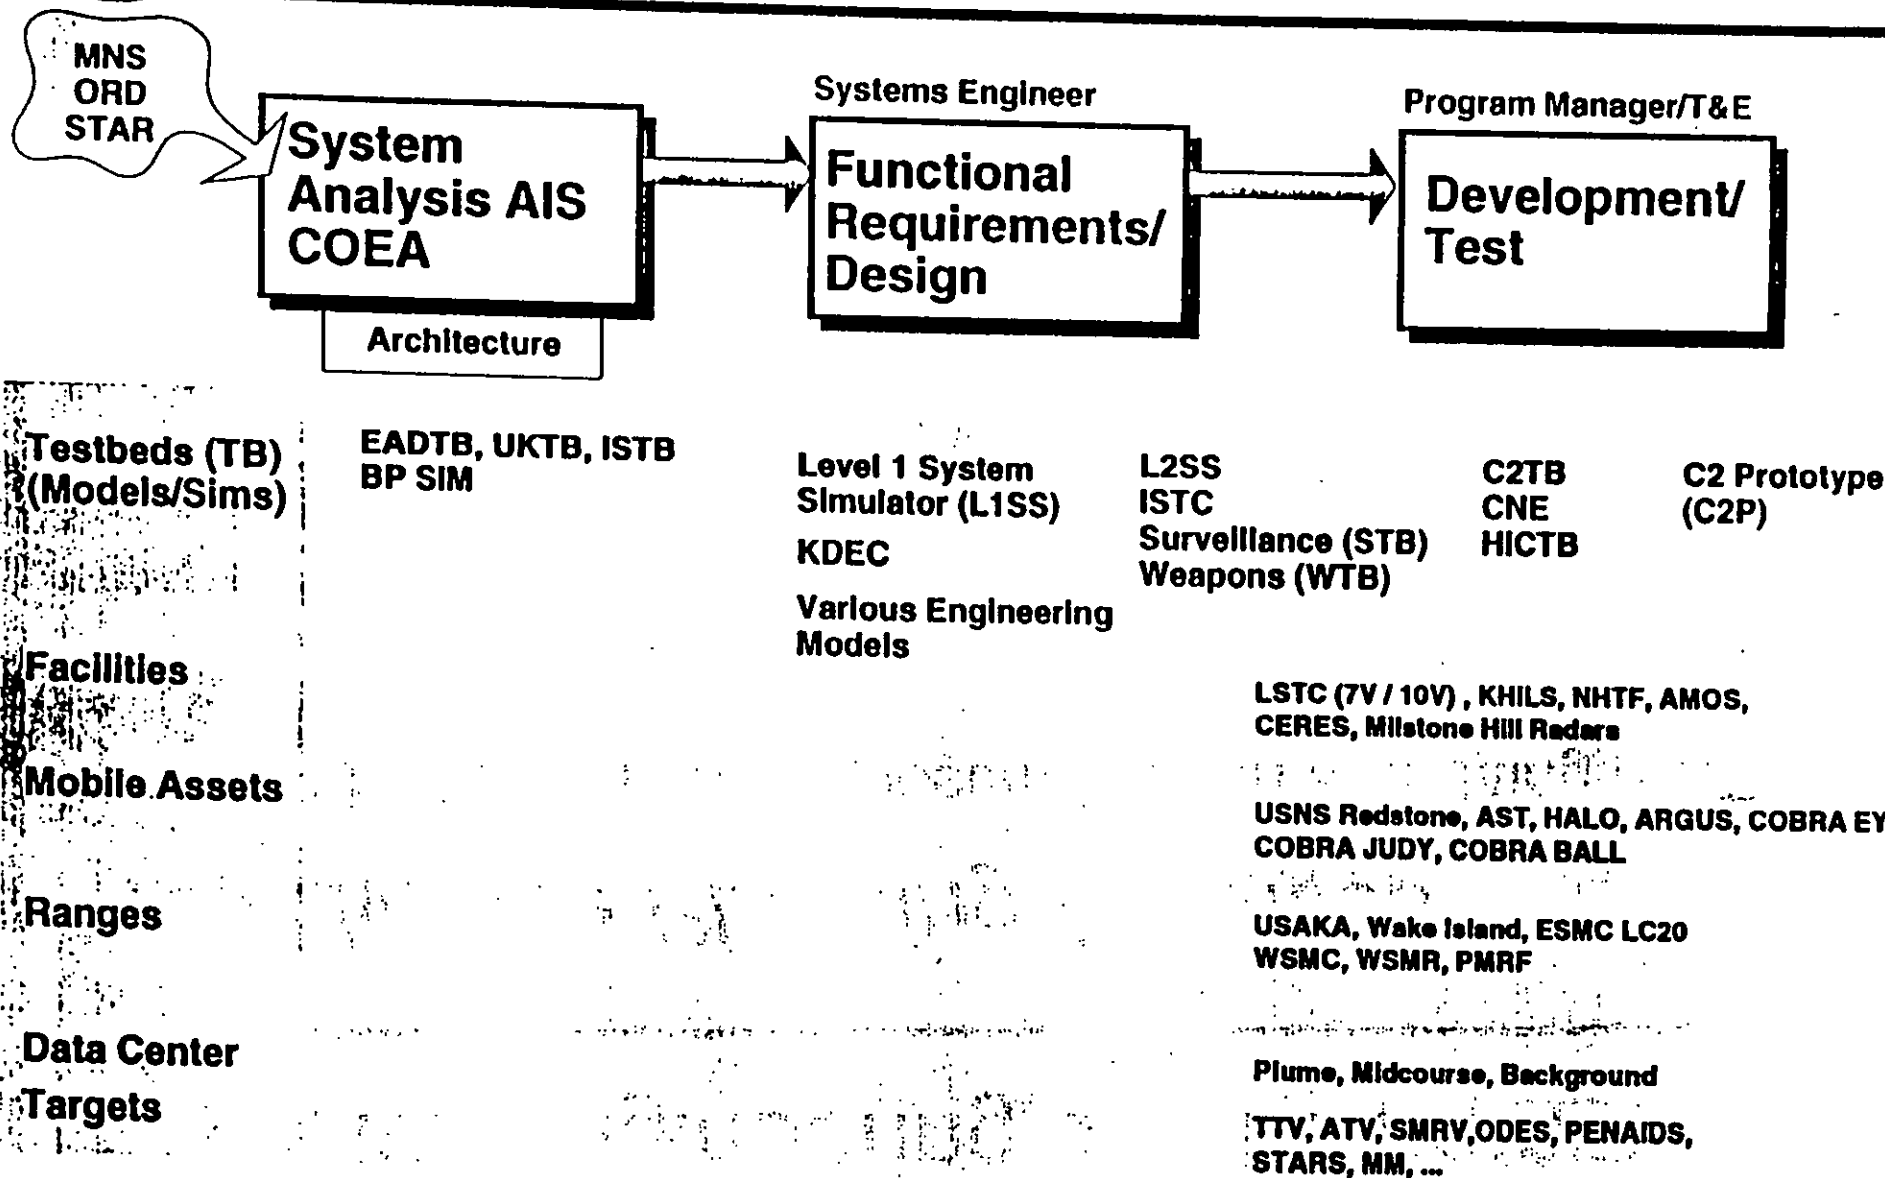 MNS
ORD
STAR
System
Analysis AIS
COEA
Architecture
Systems Engineer
Functional
Requirements/
Design
Program Manager/T&E
Development/
Test
Testbeds (TB)
(Models/Sims)
EADTB, UKTB, ISTB
BP SIM
Level 1 System
Simulator (L1SS)
KDEC
Various Engineering
Models
L2SS
ISTC
Surveillance (STB)
Weapons (WTB)
C2TB
CNE
HICTB
C2 Prototype
(C2P)
Facilities
LSTC (7V / 10V) , KHILS, NHTF, AMOS,
CERES, Milstone Hill Radars
Mobile Assets
USNS Redstone, AST, HALO, ARGUS, COBRA EY
COBRA JUDY, COBRA BALL
Ranges
USAKA, Wake Island, ESMC LC20
WSMC, WSMR, PMRF
Data Center
Plume, Midcourse, Background
Targets
TTV, ATV, SMRV,ODES, PENAIDS,
STARS, MM, ...